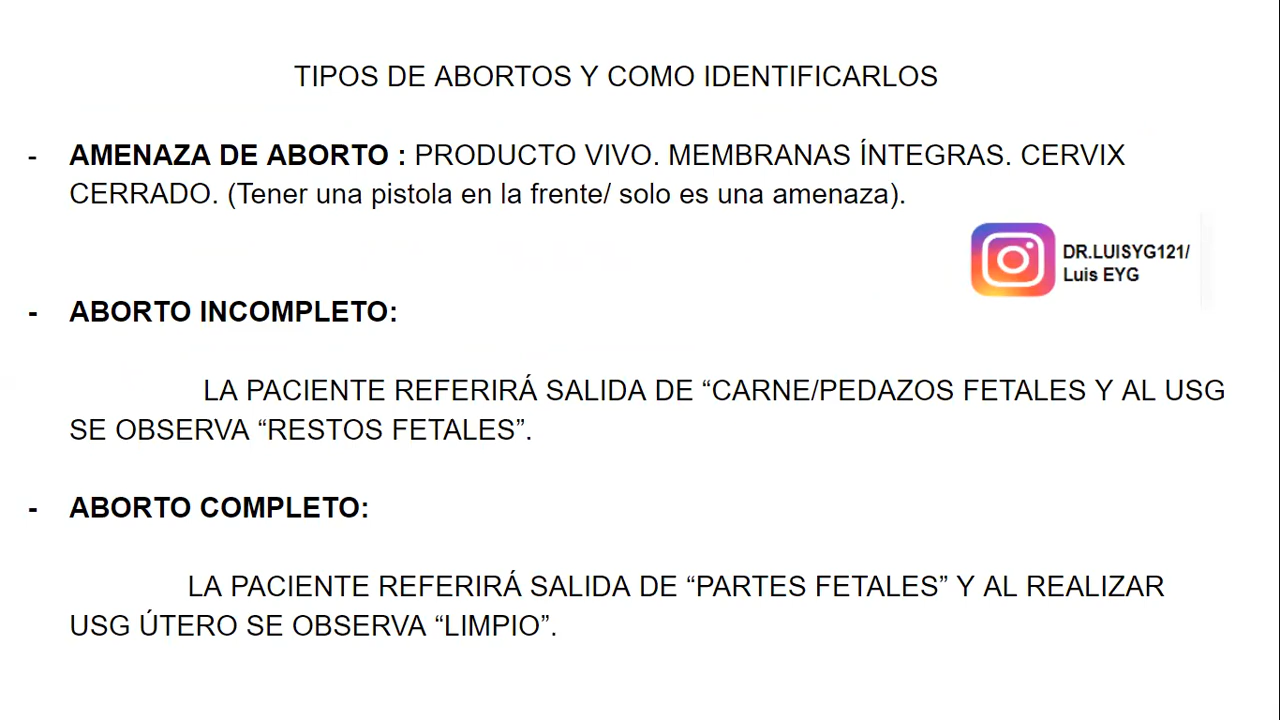 TIPOS DE ABORTOS Y COMO IDENTIFICARLOS
- AMENAZA DE ABORTO : PRODUCTO VIVO. MEMBRANAS ÍNTEGRAS. CERVIX
CERRADO. (Tener una pistola en la frente/ solo es una amenaza).
DR.LUISYG121/
Luis EYG
- ABORTO INCOMPLETO:
LA PACIENTE REFERIRÁ SALIDA DE “CARNE/PEDAZOS FETALES Y AL USG
SE OBSERVA “RESTOS FETALES”.
- ABORTO COMPLETO:
LA PACIENTE REFERIRÁ SALIDA DE “PARTES FETALES” Y AL REALIZAR
USG ÚTERO SE OBSERVA “LIMPIO”.